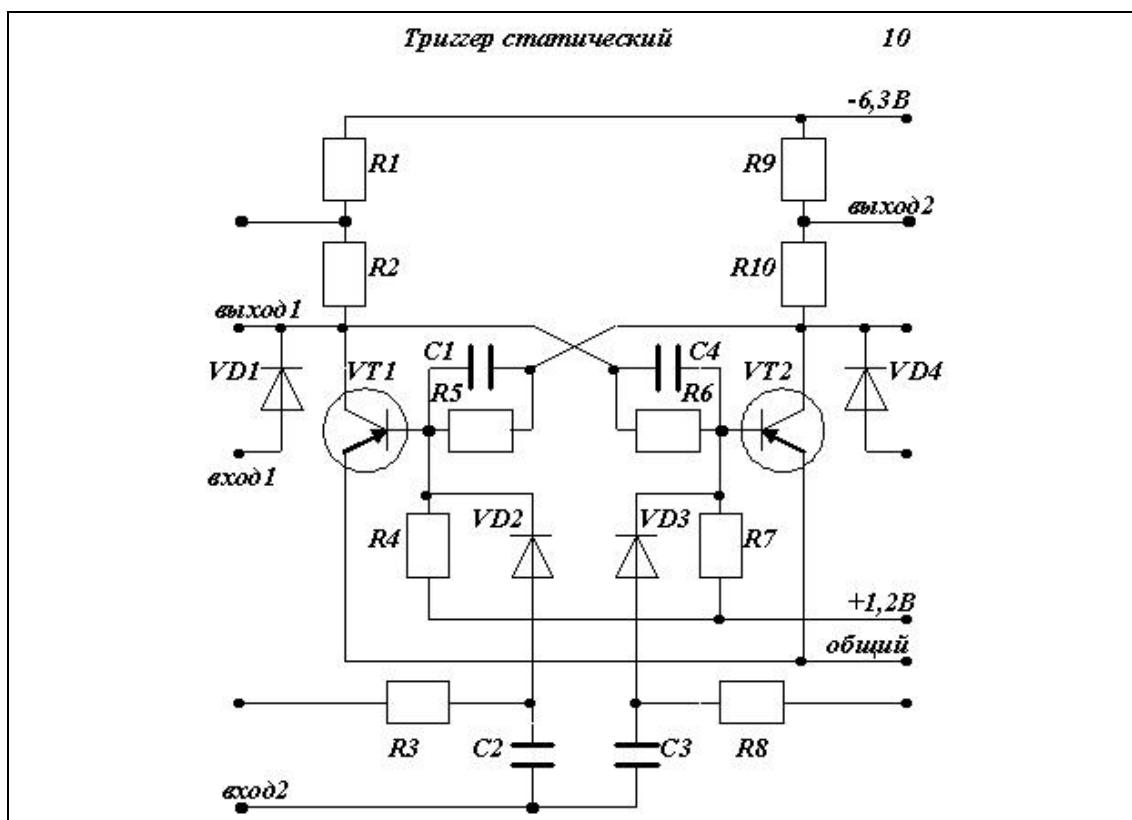 Триггер статический 10
-6,3В
R1 R9
выход2
R2 R10
выход1
C1 C4
VD1 VT1 VT2 VD4
R5 R6
вход1
VD2 VD3
R4 R7
+1,2В
общий
R3 C2 C3 R8
вход2